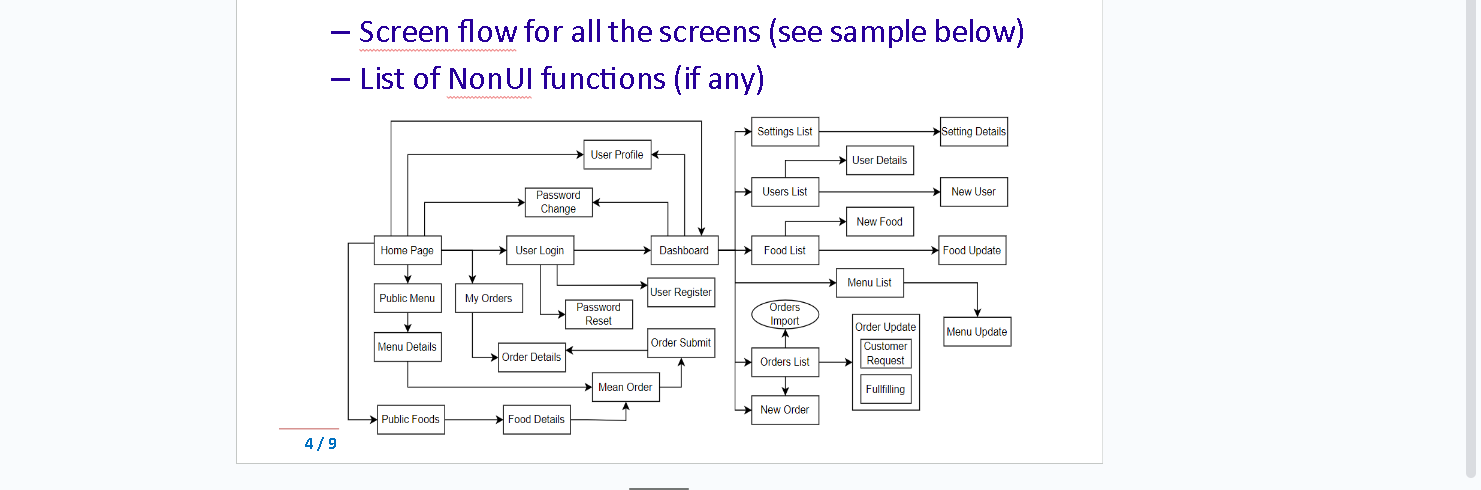 – Screen flow for all the screens (see sample below)
– List of NonUI functions (if any)
Settings List
Setting Details
User Profile
User Details
Password
Change
Users List
New User
New Food
Home Page
User Login
Dashboard
Food List
Food Update
Menu List
Public Menu
My Orders
User Register
Password
Reset
Orders
Import
Order Update
Menu Update
Menu Details
Order Details
Order Submit
Customer
Request
Orders List
Mean Order
Fullfilling
New Order
Public Foods
Food Details
4 / 9